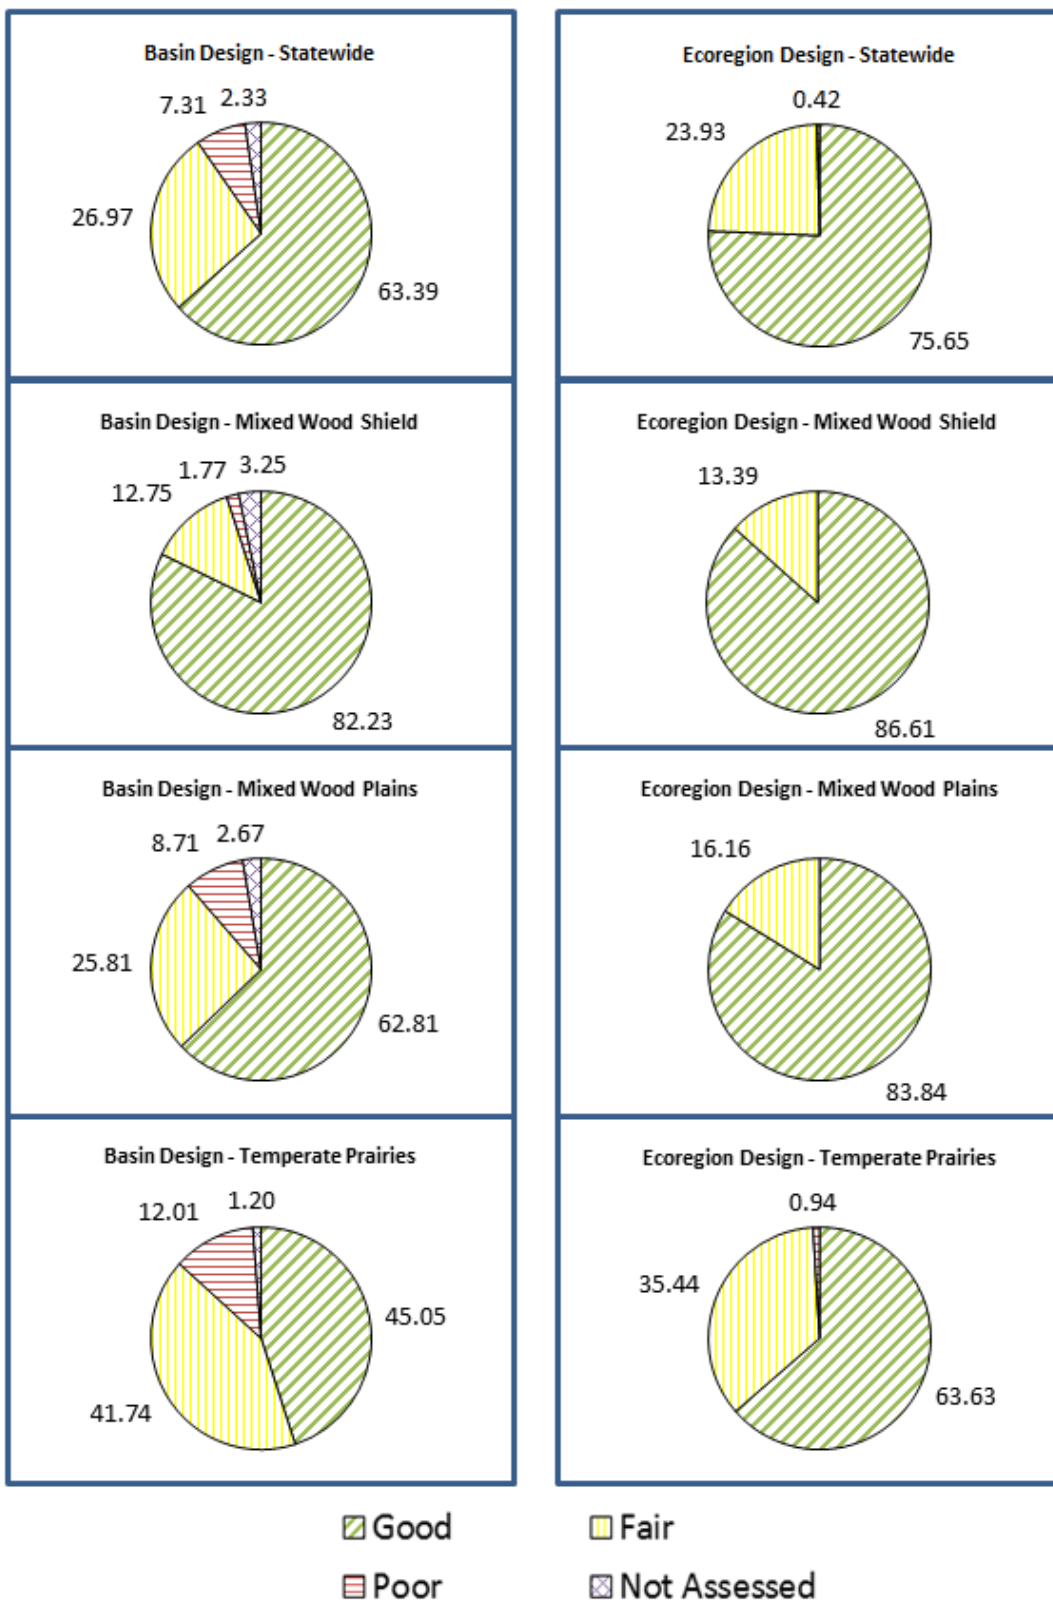 Basin Design - Statewide
7.31 2.33
26.97
63.39
Ecoregion Design - Statewide
0.42
23.93
75.65
Basin Design - Mixed Wood Shield
1.77 3.25
12.75
82.23
Ecoregion Design - Mixed Wood Shield
13.39
86.61
Basin Design - Mixed Wood Plains
8.71 2.67
25.81
62.81
Ecoregion Design - Mixed Wood Plains
16.16
83.84
Basin Design - Temperate Prairies
12.01 1.20
45.05
41.74
Ecoregion Design - Temperate Prairies
0.94
35.44
63.63
Good Fair
Poor Not Assessed